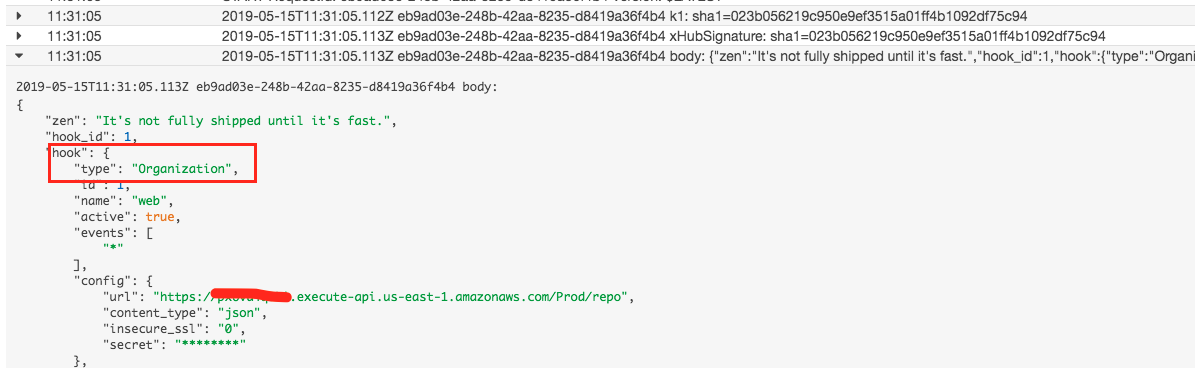 11:31:05 2019-05-15T11:31:05.112Z eb9ad03e-248b-42aa-8235-d8419a36f4b4 k1: sha1=023b056219c950e9ef3515a01ff4b1092df75c94
11:31:05 2019-05-15T11:31:05.112Z eb9ad03e-248b-42aa-8235-d8419a36f4b4 xHubSignature: sha1=023b056219c950e9ef3515a01ff4b1092df75c94
11:31:05 2019-05-15T11:31:05.113Z eb9ad03e-248b-42aa-8235-d8419a36f4b4 body: {"zen":"It's not fully shipped until it's fast.","hook_id":1,"hook":{"type":"Organi
2019-05-15T11:31:05.113Z eb9ad03e-248b-42aa-8235-d8419a36f4b4 body:
{
"zen": "It's not fully shipped until it's fast.",
"hook_id": 1,
"hook": {
"type": "Organization",
"id": 1,
"name": "web",
"active": true,
"events": [
"*"
],
"config": {
"url": "https:/.execute-api.us-east-1.amazonaws.com/Prod/repo",
"content_type": "json",
"insecure_ssl": "0",
"secret": "********"
},